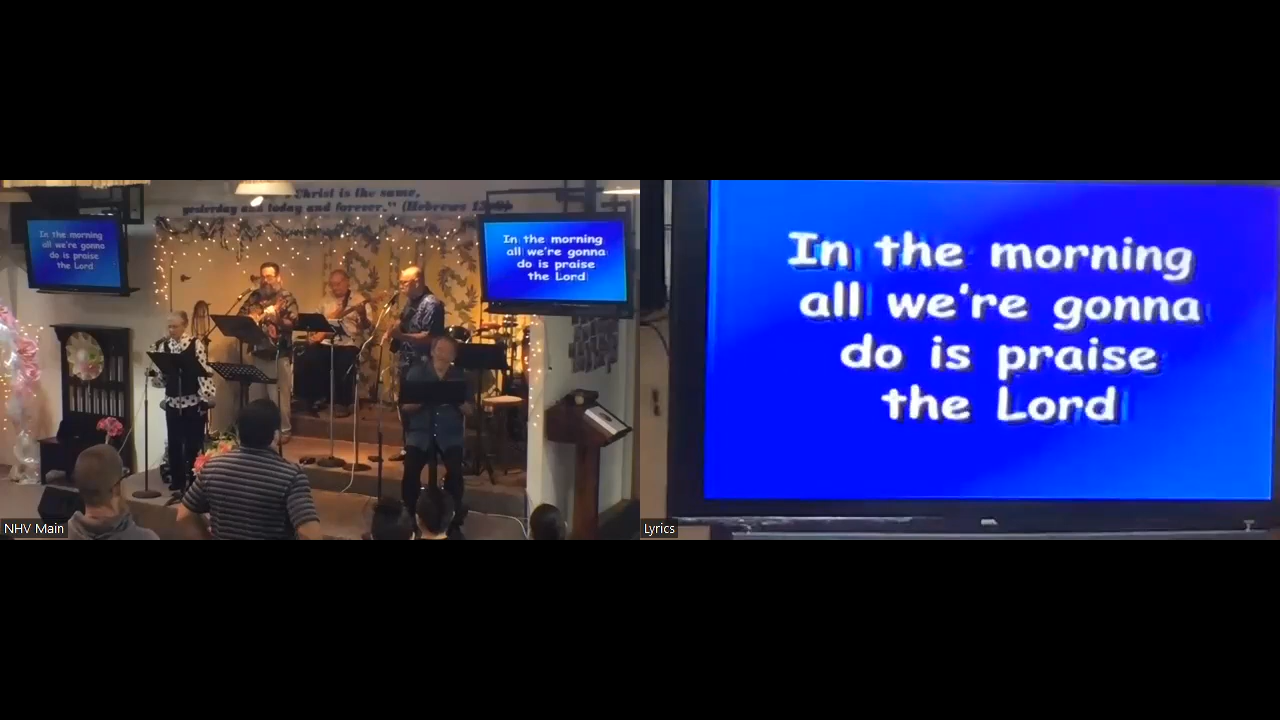 Christ is the same,
yesterday and today and forever." (Hebrews 13:8)
In the morning
all we're gonna
do is praise
the Lord
In the morning
all we're gonna
do is praise
the Lord
In the morning
all we're gonna
do is praise
the Lord
NHV Main
Lyrics